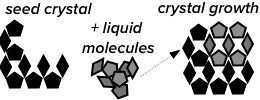 seed crystal
+ liquid
molecules
crystal growth